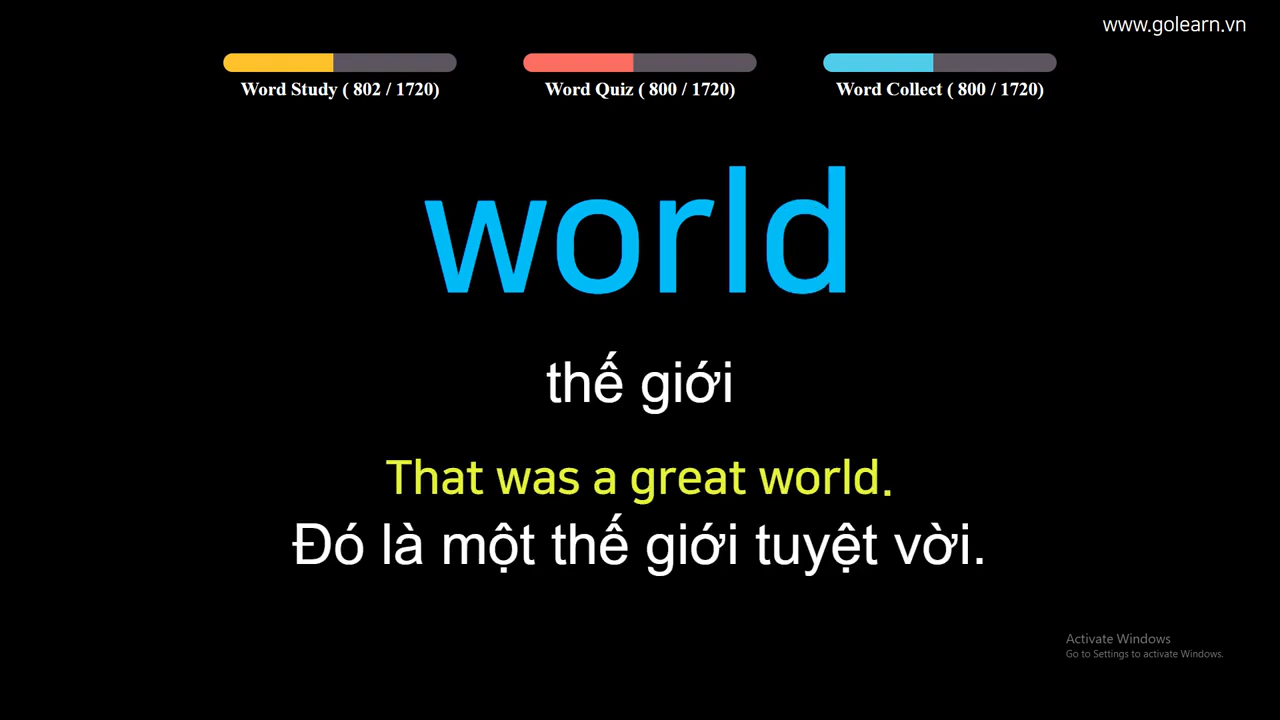 www.golearn.vn
Word Study ( 802 / 1720)
Word Quiz ( 800 / 1720)
Word Collect ( 800 / 1720)
world
thế giới
That was a great world.
Đó là một thế giới tuyệt vời.
Activate Windows
Go to Settings to activate Windows.